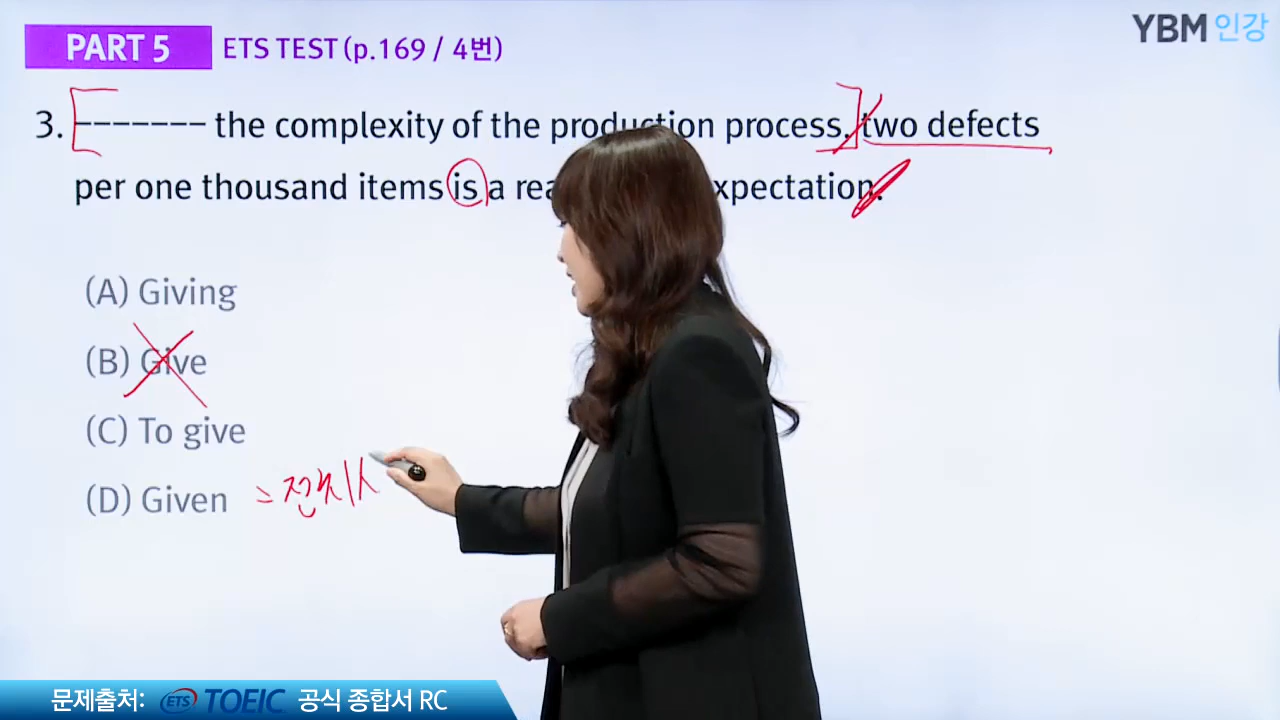 PART 5
ETS TEST (p.169 / 4번)
YBM 인강
3. ------- the complexity of the production process, two defects
per one thousand items is a rea xpectation.
(A) Giving
(B) Give
(C) To give
(D) Given = 전치사
문제출처: ETS TOEIC 공식 종합서 RC